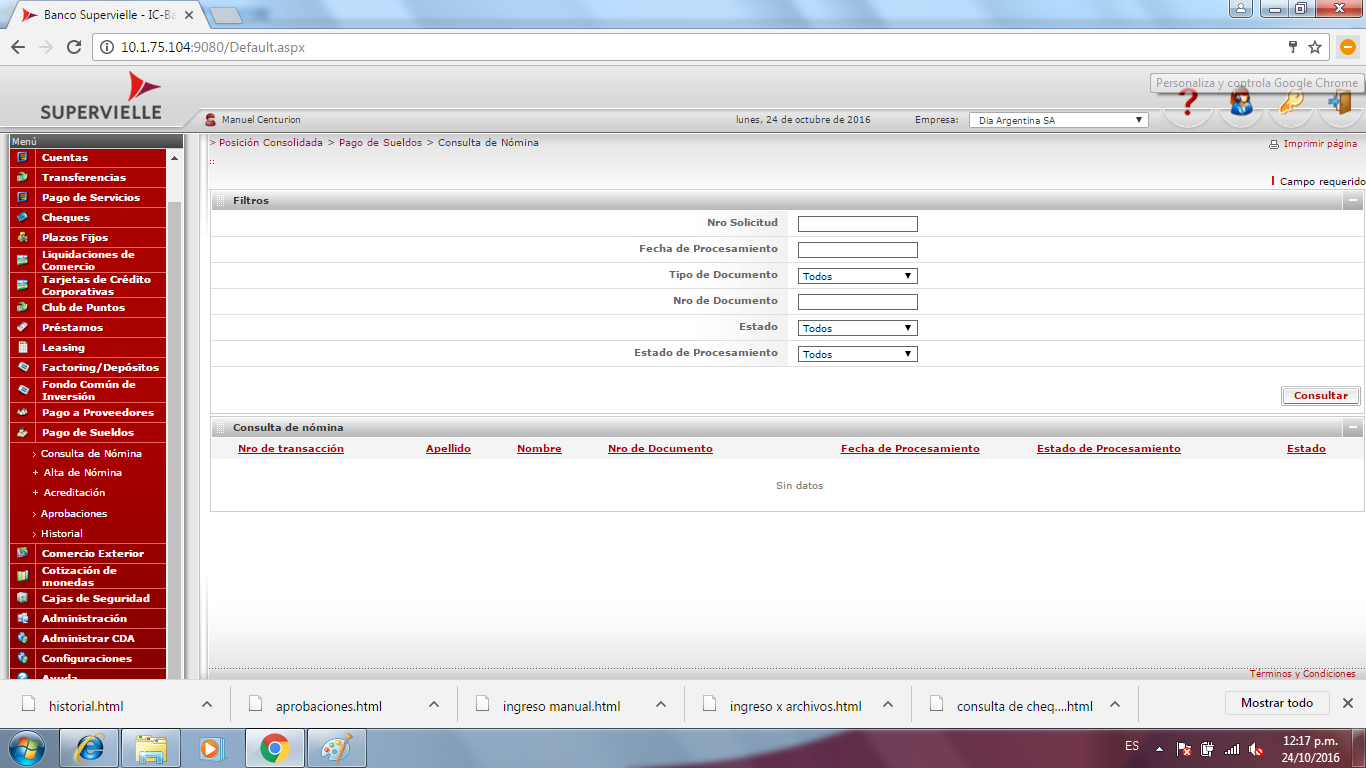 Banco Supervielle - IC-Ba
10.1.75.104:9080/Default.aspx
Personaliza y controla Google Chrome
SUPERVIELLE
Manuel Centurion
lunes, 24 de octubre de 2016
Empresa:
Dia Argentina SA
Menú
Cuentas
Transferencias
Pago de Servicios
Cheques
Plazos Fijos
Liquidaciones de
Comercio
Tarjetas de Crédito
Corporativas
Club de Puntos
Préstamos
Leasing
Factoring/Depósitos
Fondo Común de
Inversión
Pago a Proveedores
Pago de Sueldos
> Consulta de Nómina
+ Alta de Nómina
+ Acreditación
> Aprobaciones
> Historial
Comercio Exterior
Cotización de
monedas
Cajas de Seguridad
Administración
Administrar CDA
Configuraciones
Ayuda
> Posición Consolidada > Pago de Sueldos > Consulta de Nómina
Imprimir página
::
Campo requerido
Filtros
Nro Solicitud
Fecha de Procesamiento
Tipo de Documento Todos
Nro de Documento
Estado Todos
Estado de Procesamiento Todos
Consultar
Consulta de nómina
Nro de transacción Apellido Nombre Nro de Documento Fecha de Procesamiento Estado de Procesamiento Estado
Sin datos
Términos y Condiciones
historial.html
aprobaciones.html
ingreso manual.html
ingreso x archivos.html
consulta de cheq....html
Mostrar todo
ES
12:17 p.m.
24/10/2016